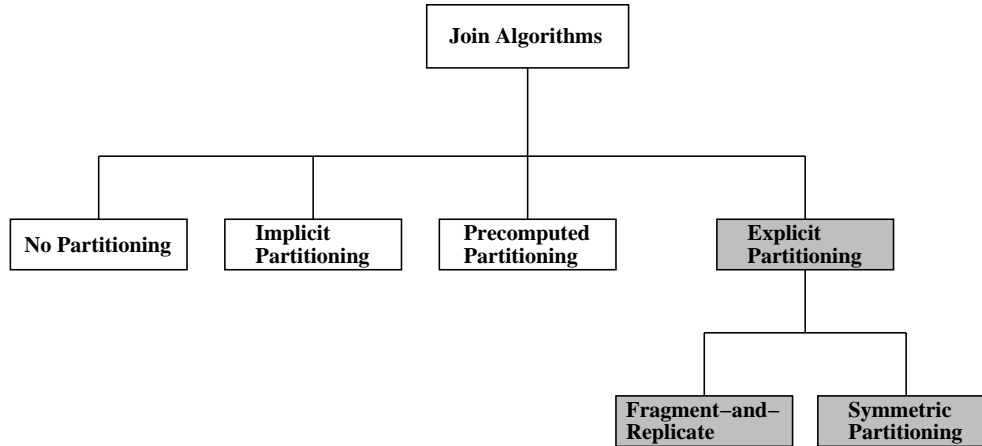 Join Algorithms
No Partitioning
Implicit
Partitioning
Precomputed
Partitioning
Explicit
Partitioning
Fragment−and−
Replicate
Symmetric
Partitioning